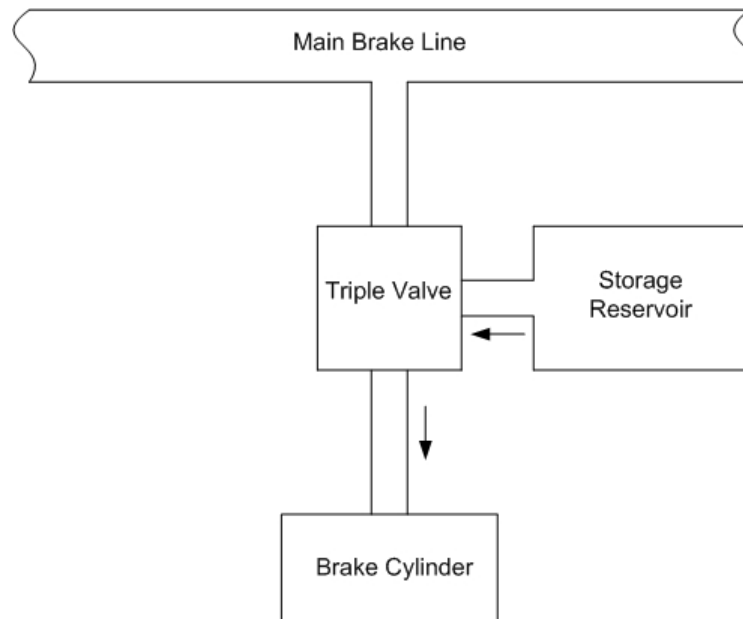 Main Brake Line
Triple Valve
Storage
Reservoir
Brake Cylinder